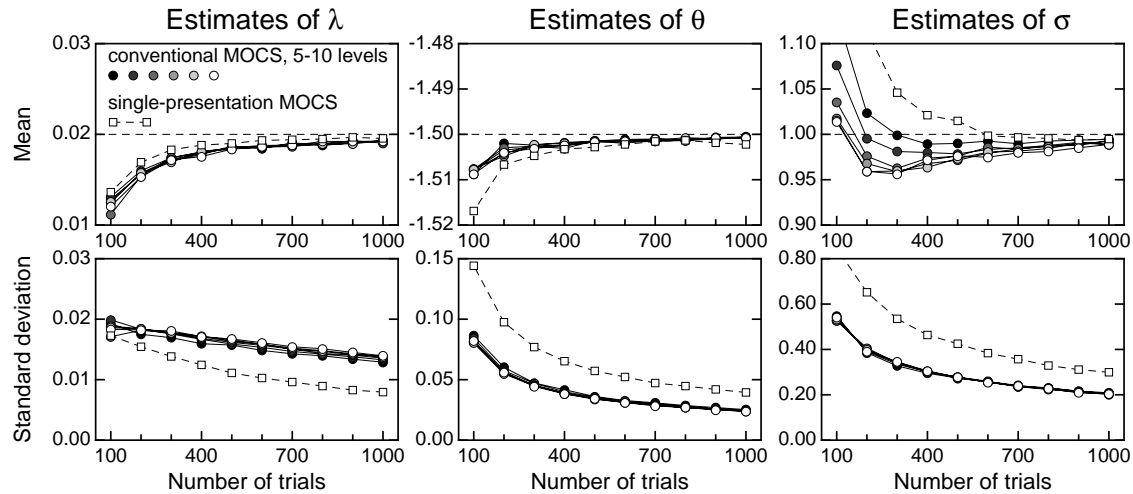 Estimates of λ
Estimates of θ
Estimates of σ
Mean
0.03
0.02
0.01
conventional MOCS, 5-10 levels
single-presentation MOCS
100 400 700 1000
-1.48
-1.49
-1.50
-1.51
-1.52
100 400 700 1000
1.10
1.05
1.00
0.95
0.90
100 400 700 1000
Standard deviation
0.03
0.02
0.01
0.00
100 400 700 1000
Number of trials
0.15
0.10
0.05
0.00
100 400 700 1000
Number of trials
0.80
0.60
0.40
0.20
0.00
100 400 700 1000
Number of trials